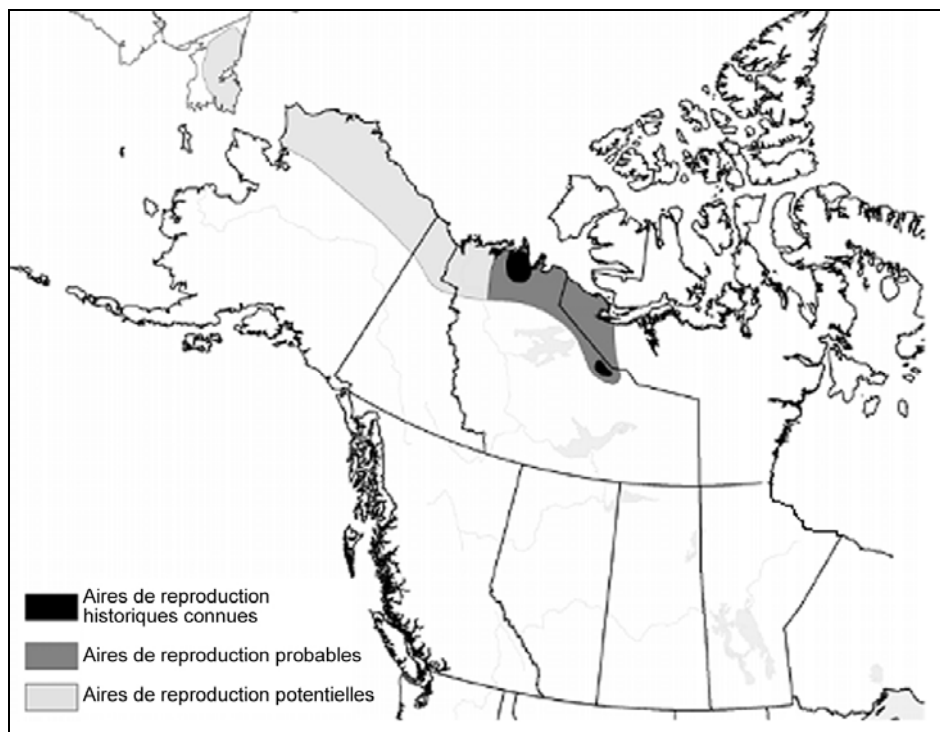 Aires de reproduction
historiques connues
Aires de reproduction probables
Aires de reproduction potentielles